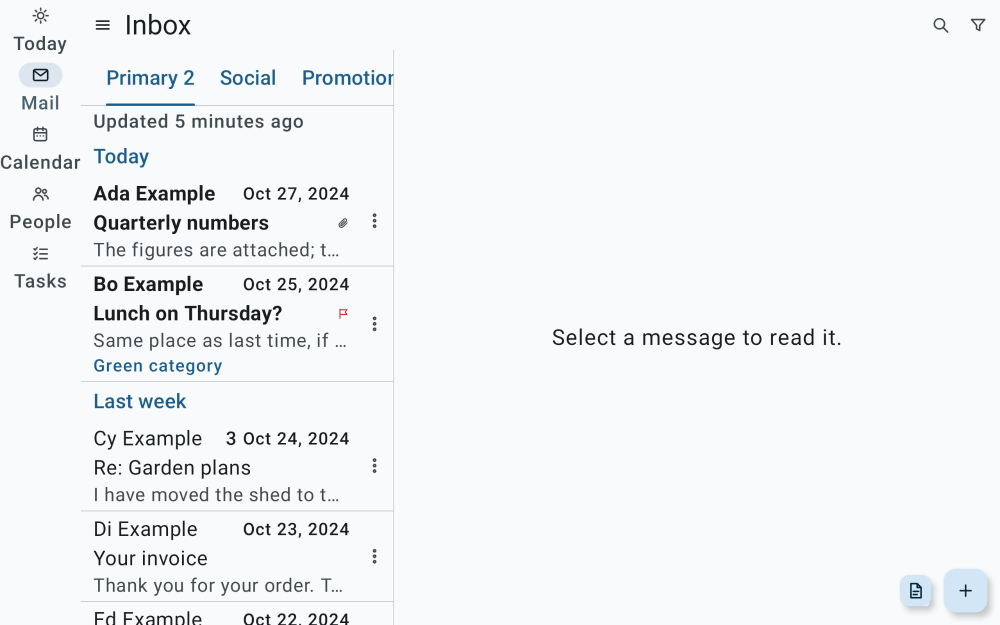 Today
Mail
Calendar
People
Tasks
Inbox
Primary 2 Social Promotion
Updated 5 minutes ago
Today
Ada Example Oct 27, 2024
Quarterly numbers
The figures are attached; t…
Bo Example Oct 25, 2024
Lunch on Thursday?
Same place as last time, if …
Green category
Last week
Cy Example 3 Oct 24, 2024
Re: Garden plans
I have moved the shed to t…
Di Example Oct 23, 2024
Your invoice
Thank you for your order. T…
Ed Example Oct 22, 2024
Select a message to read it.